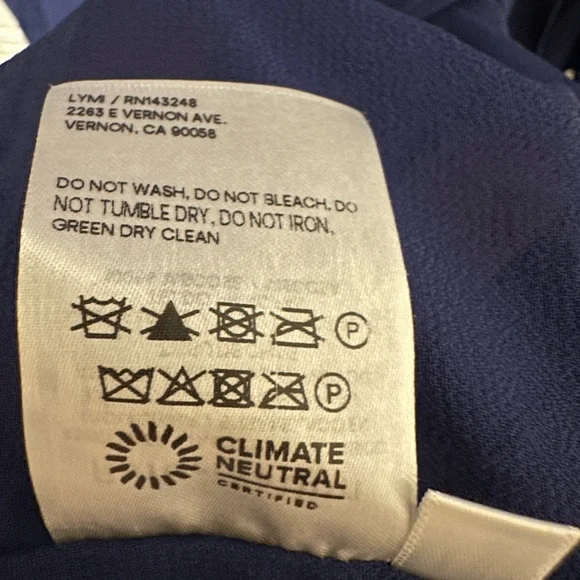 LYMI / RN143248
2263 E VERNON AVE.
VERNON, CA 90058
DO NOT WASH, DO NOT BLEACH, DO
NOT TUMBLE DRY, DO NOT IRON,
GREEN DRY CLEAN
P
P
CLIMATE
NEUTRAL
CERTIFIED